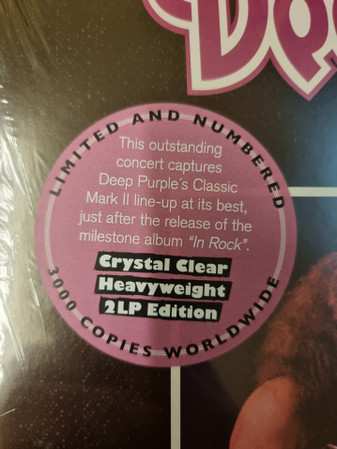 LIMITED AND NUMBERED
This outstanding
concert captures
Deep Purple's Classic
Mark II line-up at its best,
just after the release of the
milestone album "In Rock".
Crystal Clear
Heavyweight
2LP Edition
3000 COPIES WORLDWIDE